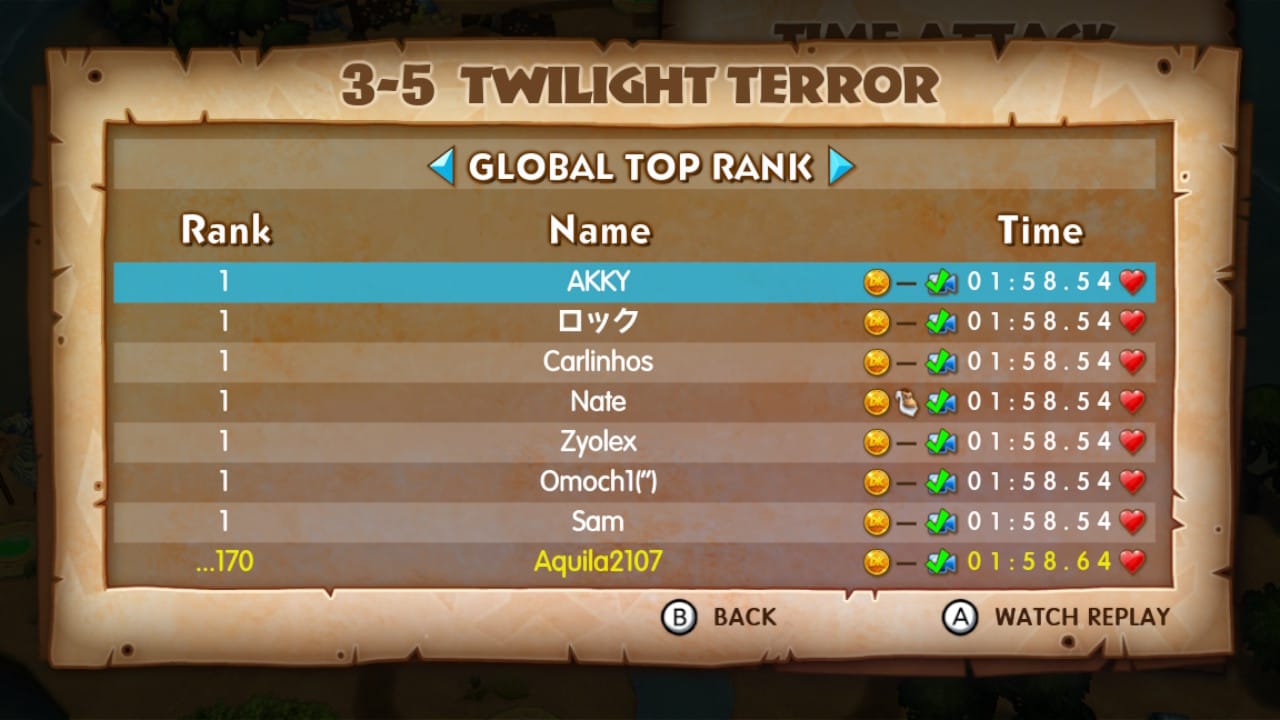 TIME ATTACK
3-5 TWILIGHT TERROR
GLOBAL TOP RANK
Rank Name Time
1 AKKY 01:58.54
1 ロック 01:58.54
1 Carlinhos 01:58.54
1 Nate 01:58.54
1 Zyolex 01:58.54
1 Omoch1(”) 01:58.54
1 Sam 01:58.54
...170 Aquila2107 01:58.64
B BACK A WATCH REPLAY